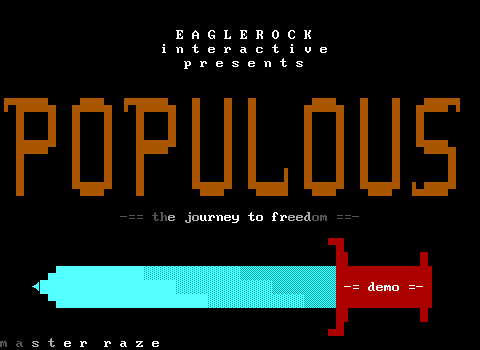 EAGLEROCK
interactive
presents
POPULOUS
-== the journey to freedom ==-
-= demo =-
master raze